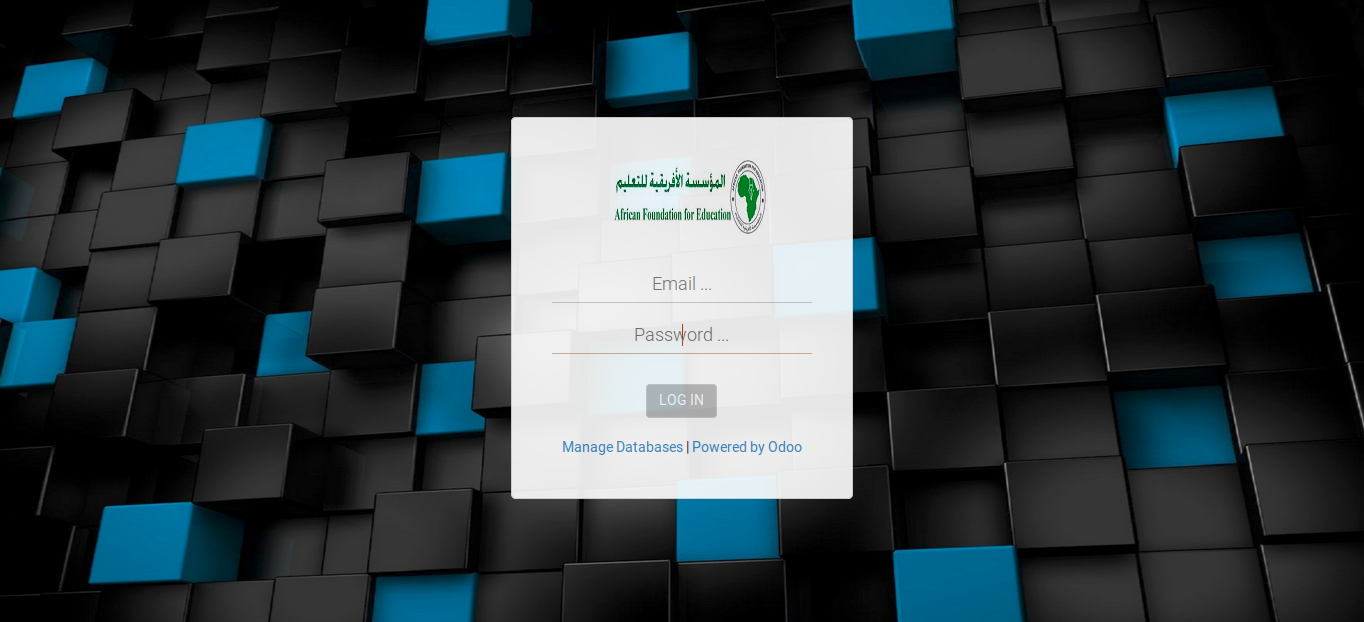 المؤسسة الأفريقية للتعليم
African Foundation for Education
Email ...
Password ...
LOG IN
Manage Databases | Powered by Odoo